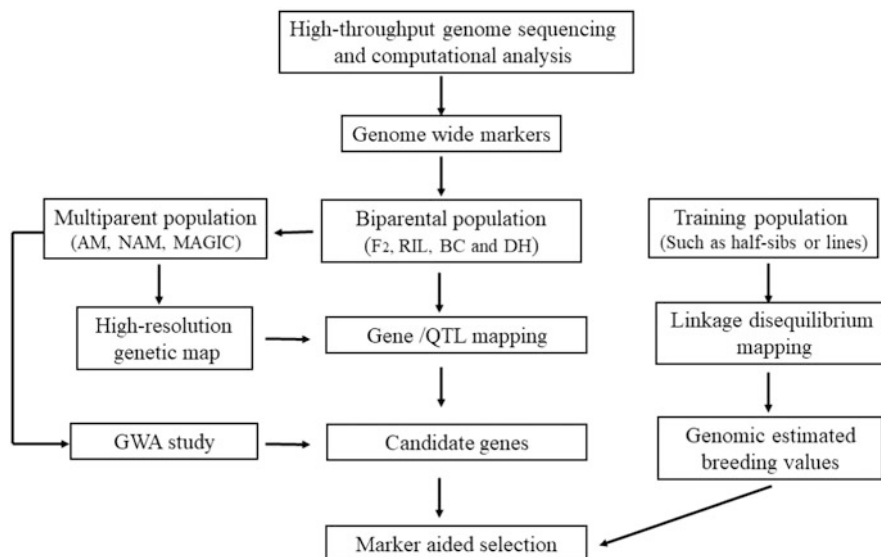 High-throughput genome sequencing
and computational analysis
Genome wide markers
Multiparent population
(AM, NAM, MAGIC)
Biparental population
(F₂, RIL, BC and DH)
Training population
(Such as half-sibs or lines)
High-resolution
genetic map
Gene /QTL mapping
Linkage disequilibrium
mapping
GWA study
Candidate genes
Genomic estimated
breeding values
Marker aided selection